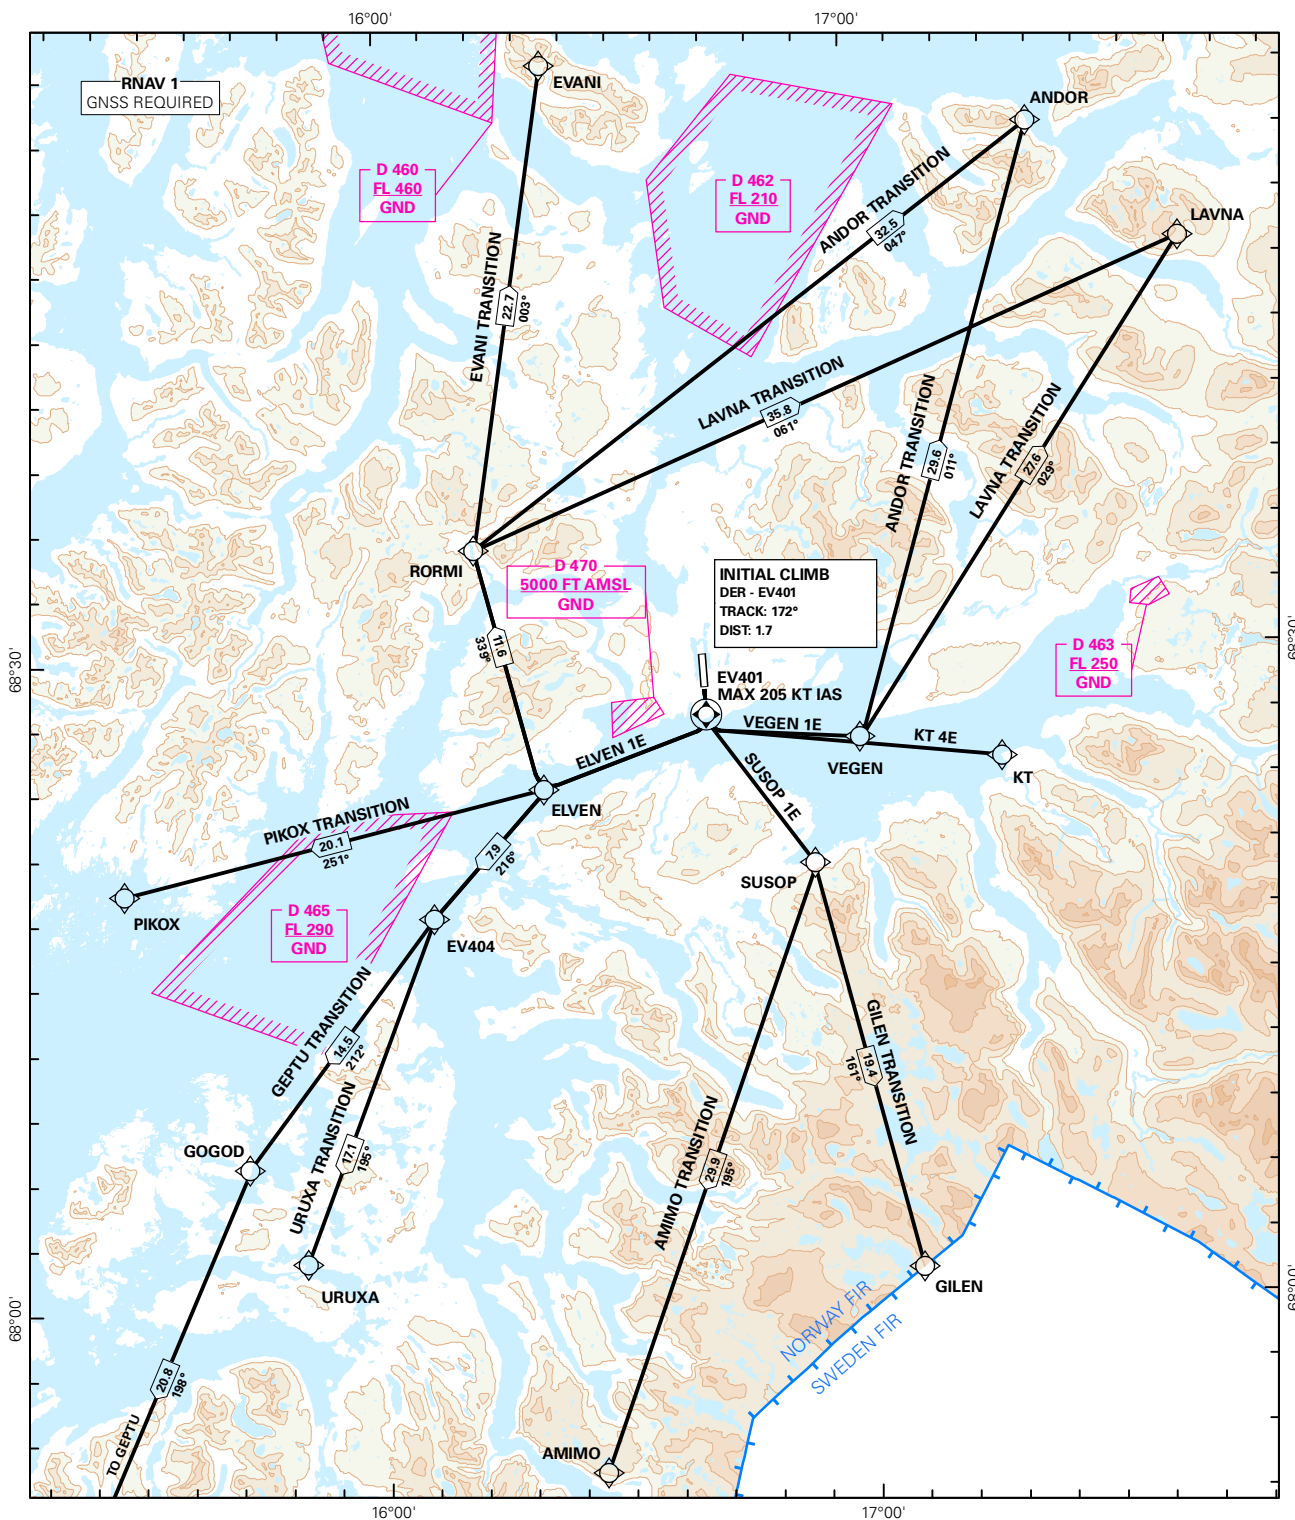 16°00'
17°00'
RNAV 1
GNSS REQUIRED
EVANI
ANDOR
D 460
FL 460
GND
D 462
FL 210
GND
ANDOR TRANSITION
32.5
047°
LAVNA
EVANI TRANSITION
22.7
003°
LAVNA TRANSITION
35.8
061°
ANDOR TRANSITION
29.6
011°
LAVNA TRANSITION
27.6
029°
RORMI
D 470
5000 FT AMSL
GND
INITIAL CLIMB
DER - EV401
TRACK: 172°
DIST: 1.7
11.6
339°
D 463
FL 250
GND
68°30'
68°30'
EV401
MAX 205 KT IAS
VEGEN 1E
KT 4E
ELVEN 1E
SUSOP 1E
VEGEN
KT
ELVEN
PIKOX TRANSITION
20.1
251°
7.9
216°
SUSOP
PIKOX
D 465
FL 290
GND
EV404
GEPTU TRANSITION
14.5
212°
GILEN TRANSITION
19.4
161°
URUXA TRANSITION
17.1
195°
AMIMO TRANSITION
29.9
195°
GOGOD
URUXA
GILEN
NORWAY FIR
SWEDEN FIR
68°00'
68°00'
20.8
198°
TO GEPTU
AMIMO
16°00'
17°00'